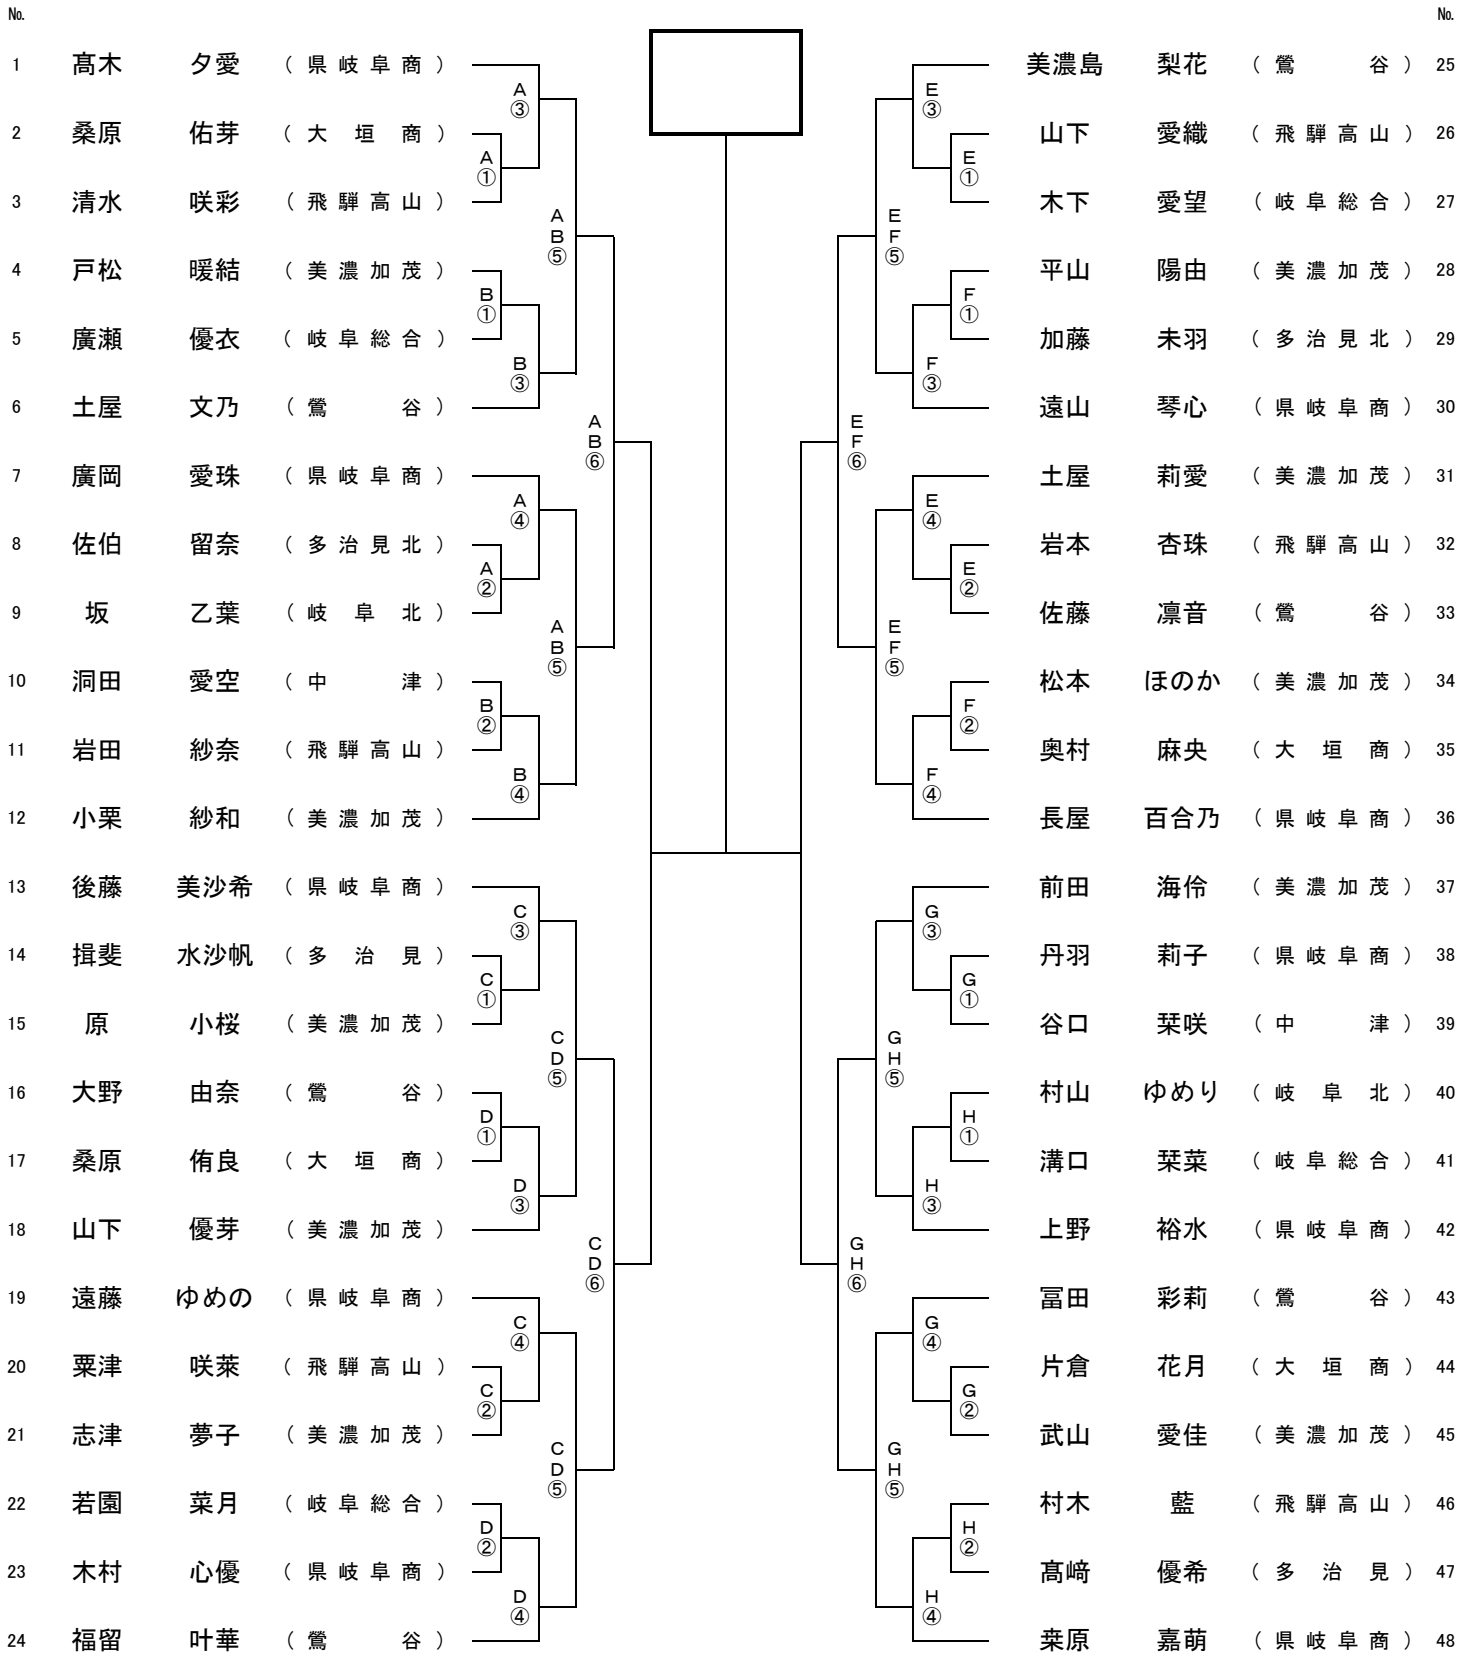 № №
1 髙木 夕愛 （ 県岐阜商 ） 美濃島 梨花 （ 鶯谷 ） 25
A③ E③
2 桑原 佑芽 （ 大垣商 ） 山下 愛織 （ 飛騨高山 ） 26
A① E①
3 清水 咲彩 （ 飛騨高山 ） 木下 愛望 （ 岐阜総合 ） 27
AB⑤ EF⑤
4 戸松 暖結 （ 美濃加茂 ） 平山 陽由 （ 美濃加茂 ） 28
B① F①
5 廣瀬 優衣 （ 岐阜総合 ） 加藤 未羽 （ 多治見北 ） 29
B③ F③
6 土屋 文乃 （ 鶯谷 ） 遠山 琴心 （ 県岐阜商 ） 30
AB⑥ EF⑥
7 廣岡 愛珠 （ 県岐阜商 ） 土屋 莉愛 （ 美濃加茂 ） 31
A④ E④
8 佐伯 留奈 （ 多治見北 ） 岩本 杏珠 （ 飛騨高山 ） 32
A② E②
9 坂 乙葉 （ 岐阜北 ） 佐藤 凛音 （ 鶯谷 ） 33
AB⑤ EF⑤
10 洞田 愛空 （ 中津 ） 松本 ほのか （ 美濃加茂 ） 34
B② F②
11 岩田 紗奈 （ 飛騨高山 ） 奥村 麻央 （ 大垣商 ） 35
B④ F④
12 小栗 紗和 （ 美濃加茂 ） 長屋 百合乃 （ 県岐阜商 ） 36
13 後藤 美沙希 （ 県岐阜商 ） 前田 海伶 （ 美濃加茂 ） 37
C③ G③
14 揖斐 水沙帆 （ 多治見 ） 丹羽 莉子 （ 県岐阜商 ） 38
C① G①
15 原 小桜 （ 美濃加茂 ） 谷口 栞咲 （ 中津 ） 39
CD⑤ GH⑤
16 大野 由奈 （ 鶯谷 ） 村山 ゆめり （ 岐阜北 ） 40
D① H①
17 桑原 侑良 （ 大垣商 ） 溝口 栞菜 （ 岐阜総合 ） 41
D③ H③
18 山下 優芽 （ 美濃加茂 ） 上野 裕水 （ 県岐阜商 ） 42
CD⑥ GH⑥
19 遠藤 ゆめの （ 県岐阜商 ） 冨田 彩莉 （ 鶯谷 ） 43
C④ G④
20 粟津 咲萊 （ 飛騨高山 ） 片倉 花月 （ 大垣商 ） 44
C② G②
21 志津 夢子 （ 美濃加茂 ） 武山 愛佳 （ 美濃加茂 ） 45
CD⑤ GH⑤
22 若園 菜月 （ 岐阜総合 ） 村木 藍 （ 飛騨高山 ） 46
D② H②
23 木村 心優 （ 県岐阜商 ） 髙﨑 優希 （ 多治見 ） 47
D④ H④
24 福留 叶華 （ 鶯谷 ） 桒原 嘉萌 （ 県岐阜商 ） 48